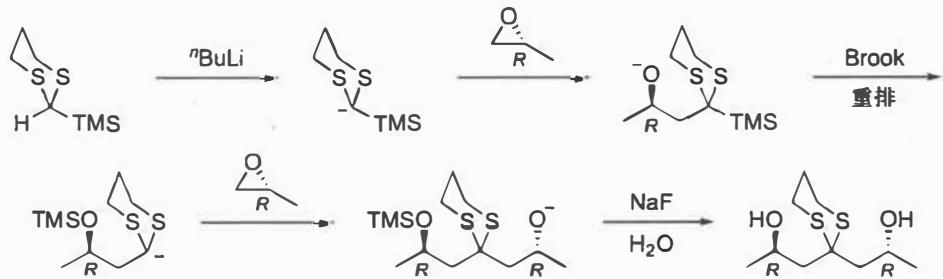 S S
H TMS
ⁿBuLi
S S
- TMS
O
R
-O S S
R TMS
Brook
重排
TMSO S S
R -
O
R
TMSO S S O-
R R
NaF
H₂O
HO S S OH
R R